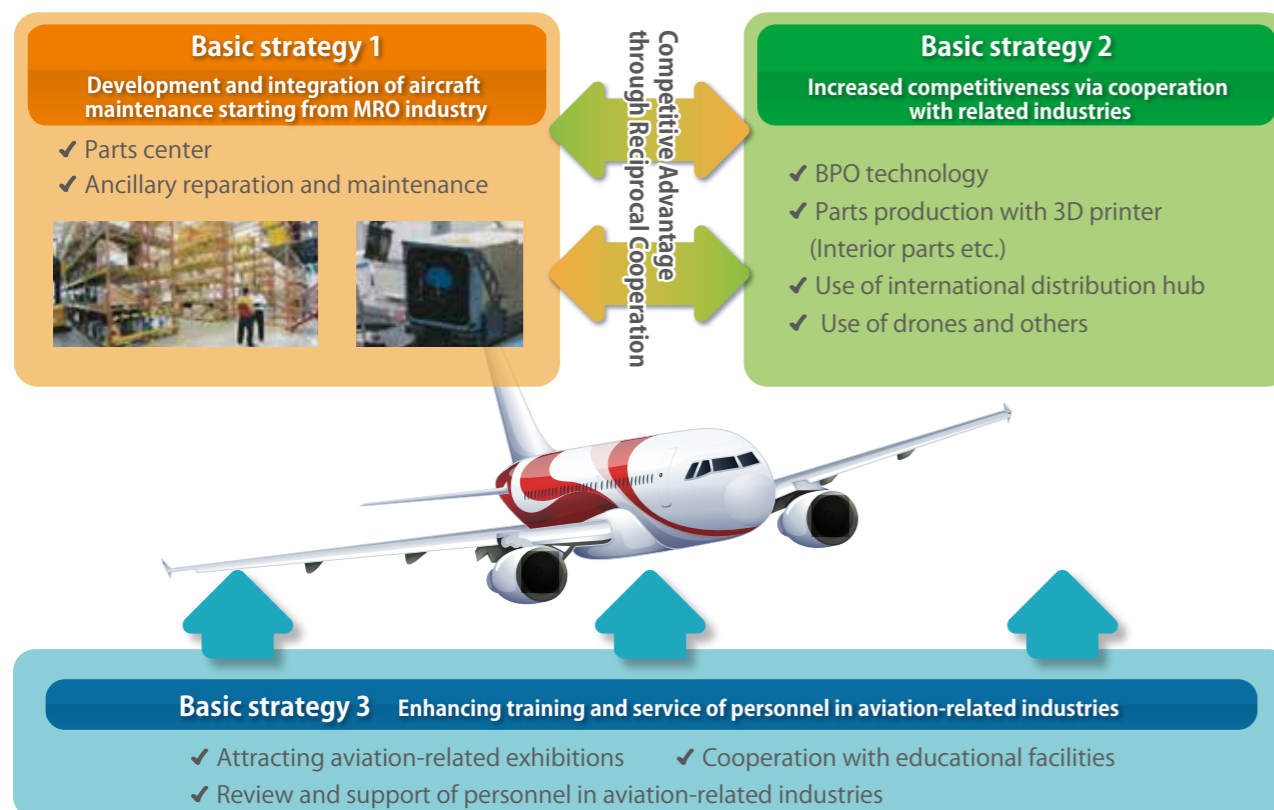 Basic strategy 1
Development and integration of aircraft
maintenance starting from MRO industry
✔ Parts center
✔ Ancillary reparation and maintenance
Competitive Advantage
through Reciprocal Cooperation
Basic strategy 2
Increased competitiveness via cooperation
with related industries
✔ BPO technology
✔ Parts production with 3D printer
(Interior parts etc.)
✔ Use of international distribution hub
✔ Use of drones and others
Basic strategy 3 Enhancing training and service of personnel in aviation-related industries
✔ Attracting aviation-related exhibitions ✔ Cooperation with educational facilities
✔ Review and support of personnel in aviation-related industries